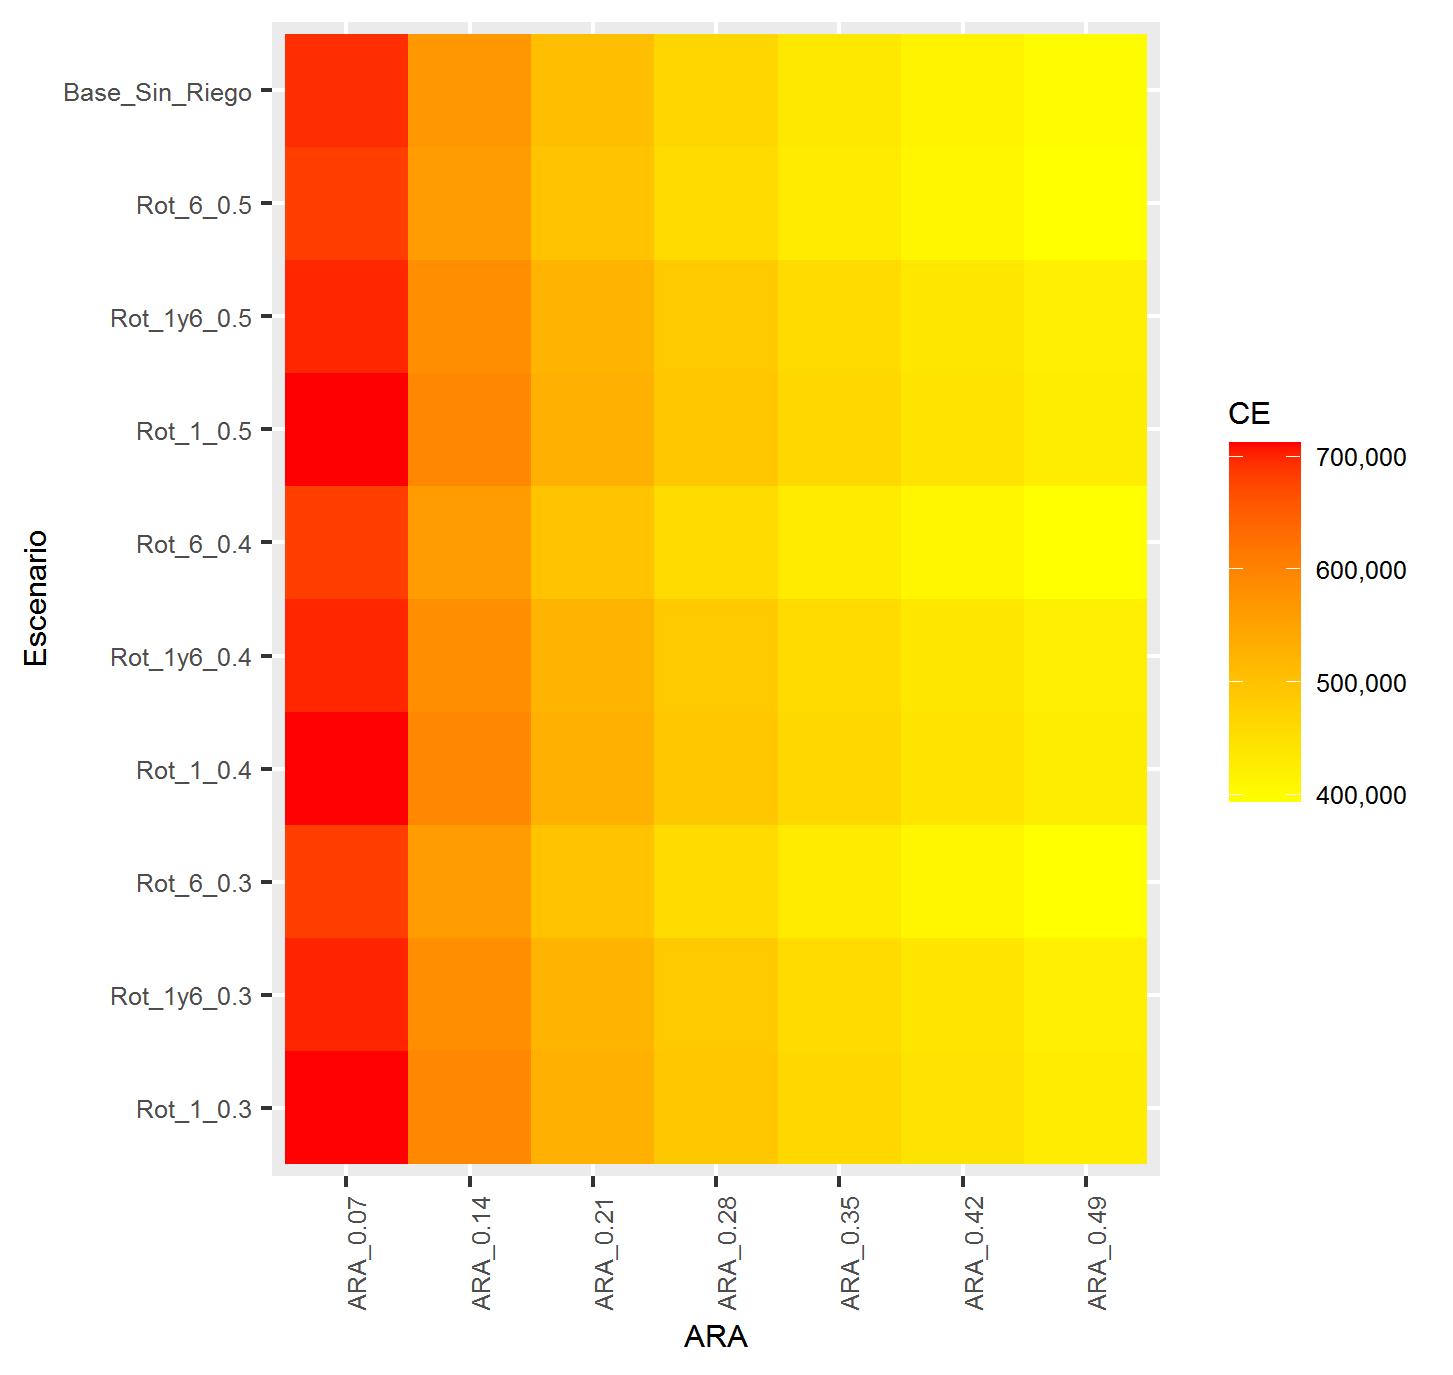 Base_Sin_Riego
Rot_6_0.5
Rot_1y6_0.5
Rot_1_0.5
Rot_6_0.4
Rot_1y6_0.4
Rot_1_0.4
Rot_6_0.3
Rot_1y6_0.3
Rot_1_0.3
Escenario
ARA_0.07
ARA_0.14
ARA_0.21
ARA_0.28
ARA_0.35
ARA_0.42
ARA_0.49
ARA
CE
700,000
600,000
500,000
400,000